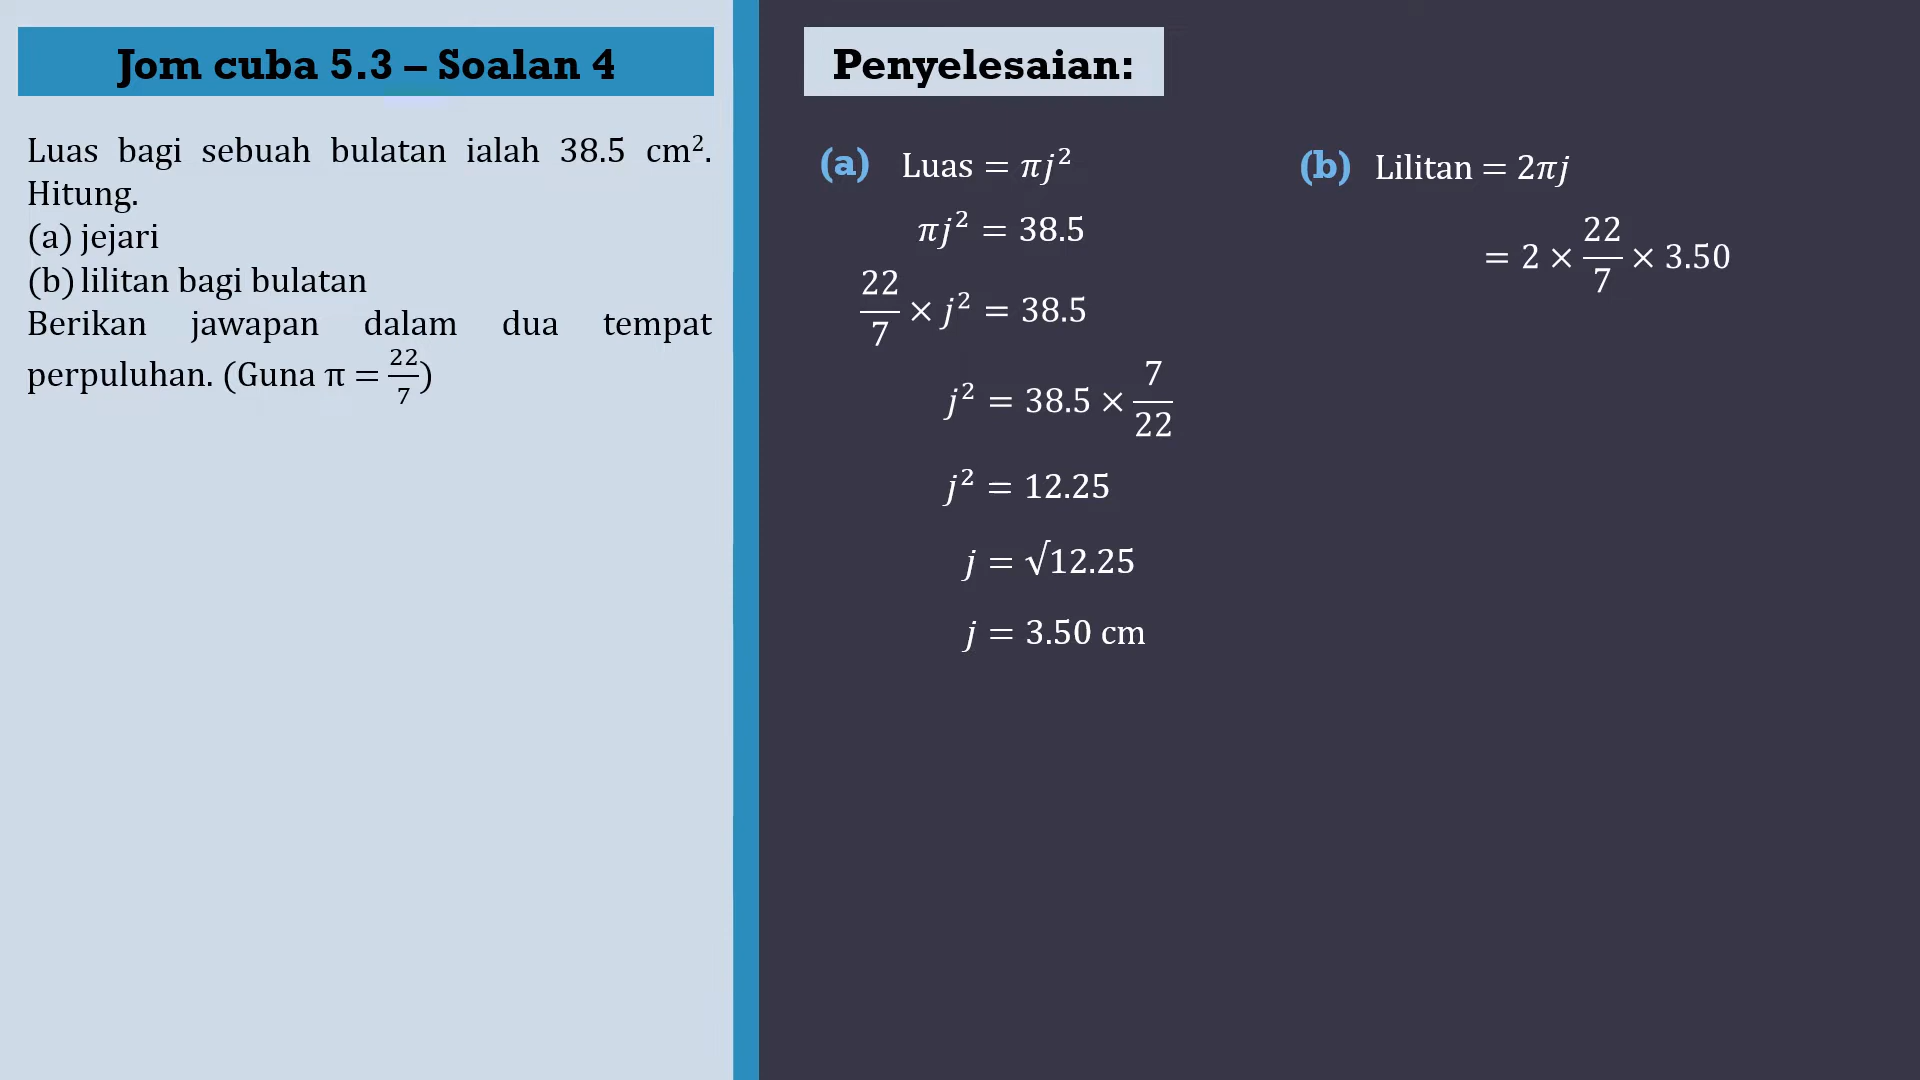 Jom cuba 5.3 – Soalan 4
Luas bagi sebuah bulatan ialah 38.5 cm².
Hitung.
(a) jejari
(b) lilitan bagi bulatan
Berikan jawapan dalam dua tempat
perpuluhan. (Guna π = 22/7)
Penyelesaian:
(a) Luas = πj²
πj² = 38.5
22/7 × j² = 38.5
j² = 38.5 × 7/22
j² = 12.25
j = √12.25
j = 3.50 cm
(b) Lilitan = 2πj
= 2 × 22/7 × 3.50